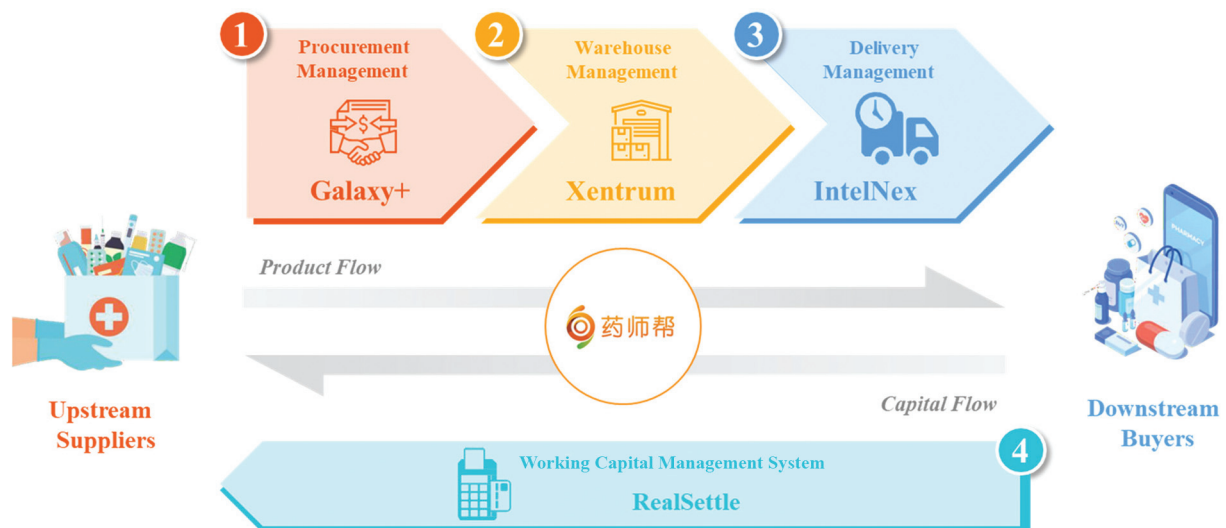 1
Procurement
Management
Galaxy+
2
Warehouse
Management
Xentrum
3
Delivery
Management
IntelNex
Product Flow
药师帮
Capital Flow
Upstream
Suppliers
PHARMACY
Downstream
Buyers
4
Working Capital Management System
RealSettle